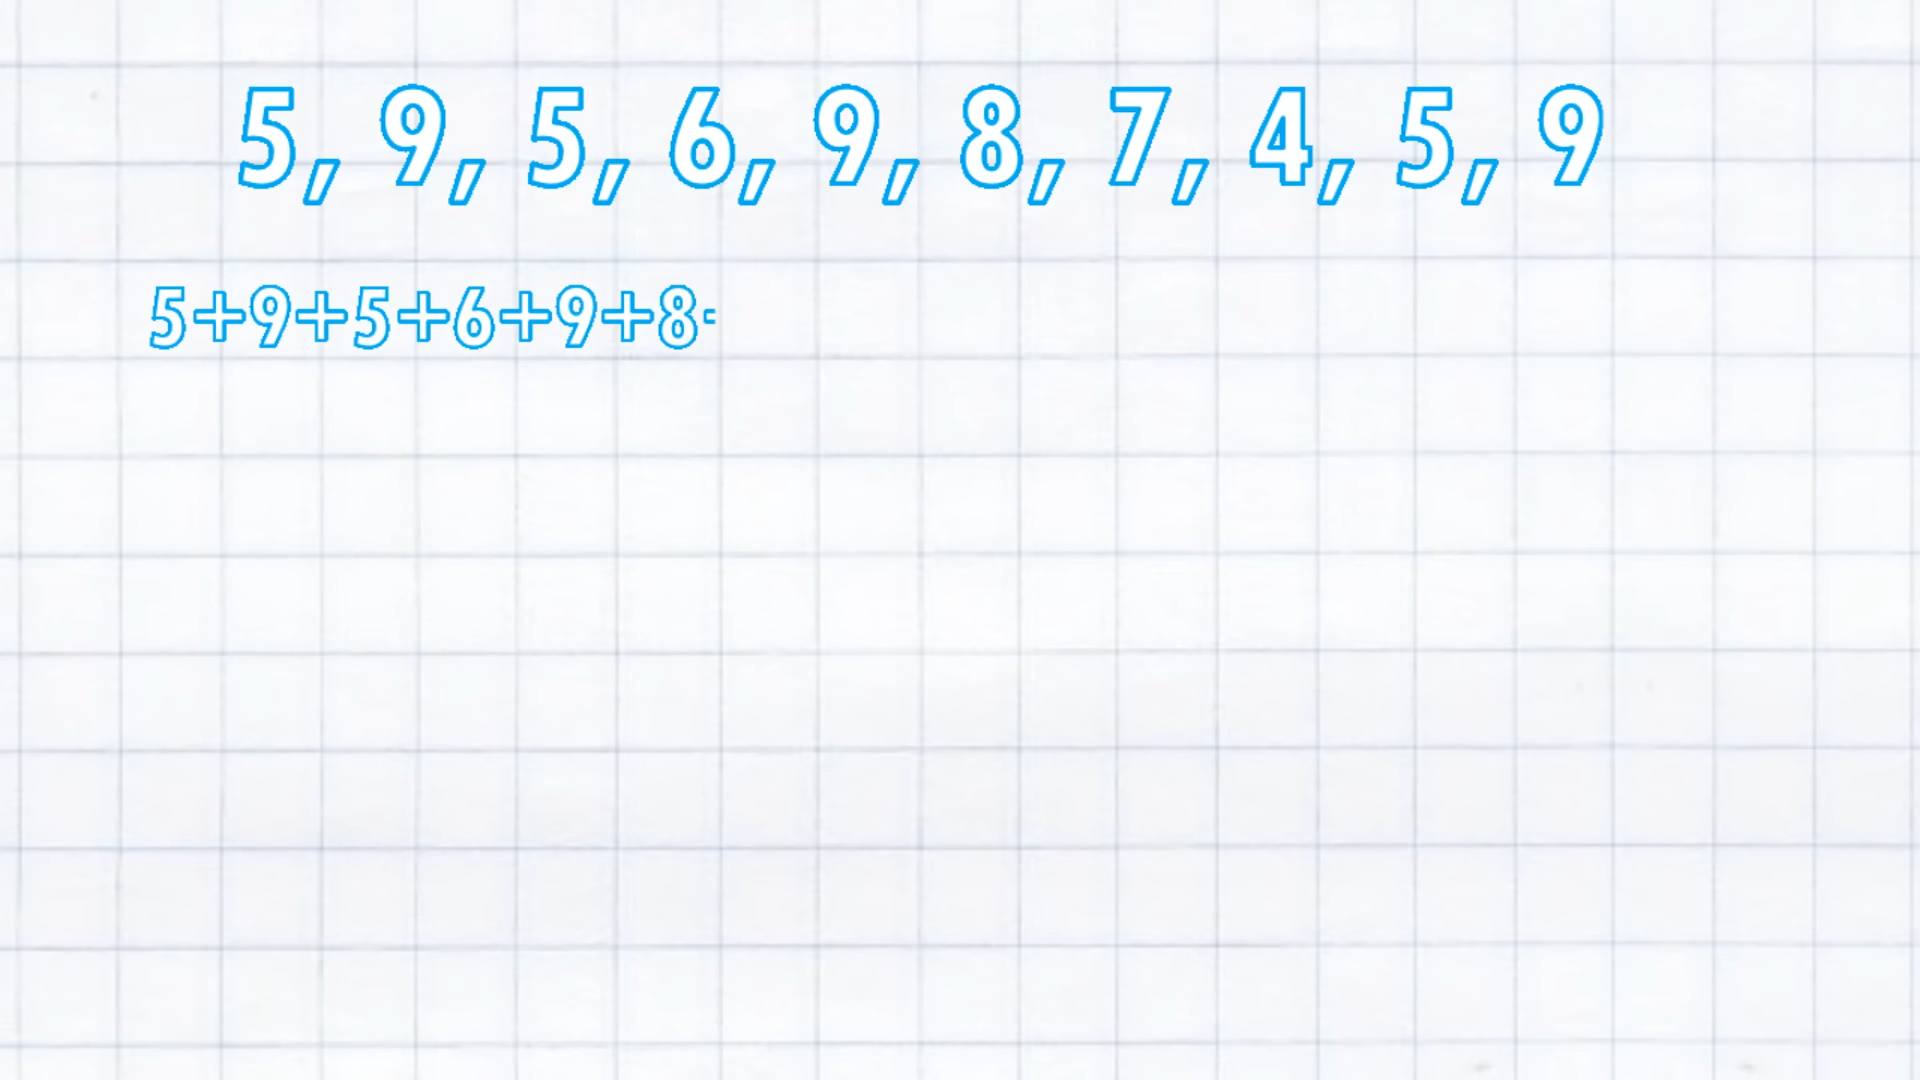 5, 9, 5, 6, 9, 8, 7, 4, 5, 9
5+9+5+6+9+8